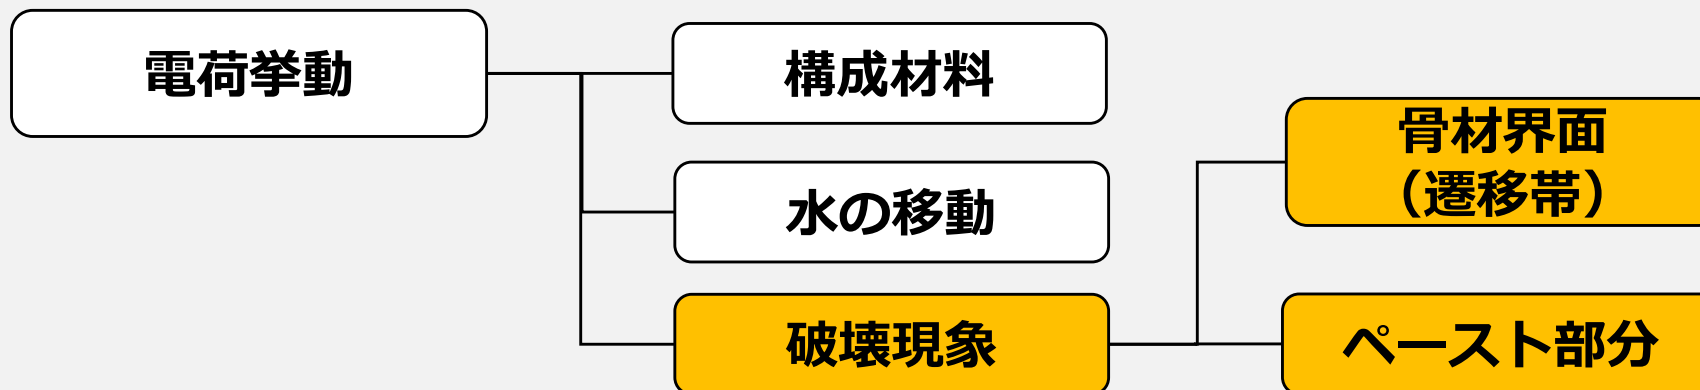 電荷挙動
構成材料
水の移動
破壊現象
骨材界面
（遷移帯）
ペースト部分